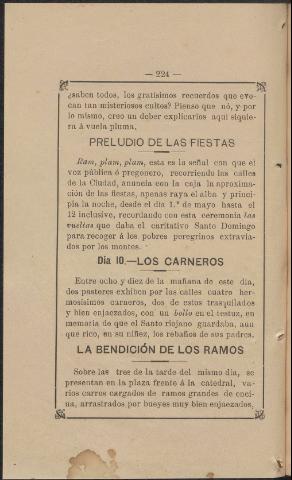 — 224 —
¿saben todos, los gratísimos recuerdos que evo-
can tan misteriosos cultos? Pienso que nó, y por
lo mismo, creo un deber explicarlos aquí siquie-
ra á vuela pluma,
PRELUDIO DE LAS FIESTAS
Ram, plam, plam, esta es la señal con que el
voz pública ó pregonero, recorriendo las calles
de la Ciudad, anuncia con la caja la aproxima-
ción de las fiestas, apenas raya el alba y princi-
pia la noche, desde el día 1.º de mayo hasta el
12 inclusive, recordando con esta ceremonia las
vueltas que daba el caritativo Santo Domingo
para recoger á los pobres peregrinos extravia-
dos por los montes.
Día 10.—LOS CARNEROS
Entre ocho y diez de la mañana de este día,
dos pastores exhiben por las calles cuatro her-
mosísimos carneros, dos de estos trasquilados
y bien enjaezados, con un bollo en el testuz, en
memoria de que el Santo riojano guardaba, aun
que rico, en su niñez, los rebaños de sus padres.
LA BENDICIÓN DE LOS RAMOS
Sobre las tres de la tarde del mismo día, se
presentan en la plaza frente á la catedral, va-
rios carros cargados de ramos grandes de enci-
na, arrastrados por bueyes muy bien enjaezados,